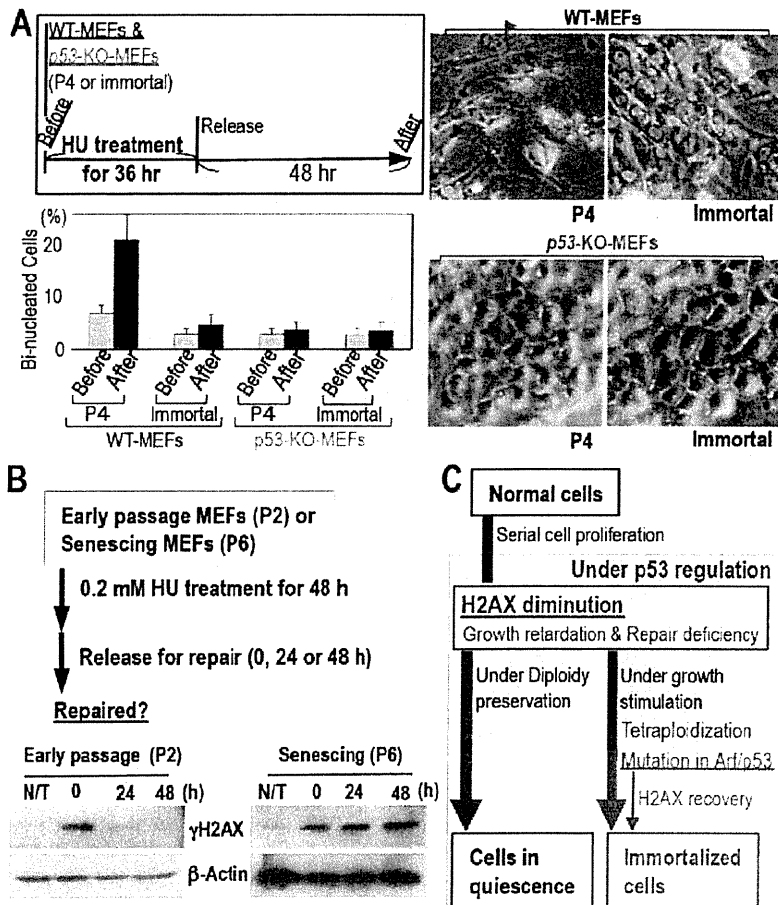 A
WT-MEFs &
p53-KO-MEFs
(P4 or immortal)
Before
HU treatment
for 36 hr
Release
48 hr
After
(%)
20
10
0
Bi-nucleated Cells
Before
After
Before
After
Before
After
Before
After
P4
Immortal
P4
Immortal
WT-MEFs
p53-KO-MEFs
WT-MEFs
P4
Immortal
p53-KO-MEFs
P4
Immortal
B
Early passage MEFs (P2) or
Senescing MEFs (P6)
0.2 mM HU treatment for 48 h
Release for repair (0, 24 or 48 h)
Repaired?
Early passage (P2)
N/T 0 24 48 (h)
Senescing (P6)
N/T 0 24 48 (h)
γH2AX
β-Actin
C
Normal cells
Serial cell proliferation
Under p53 regulation
H2AX diminution
Growth retardation & Repair deficiency
Under Diploidy
preservation
Under growth
stimulation
Tetraploidization
Mutation in Arf/p53
H2AX recovery
Cells in
quiescence
Immortalized
cells